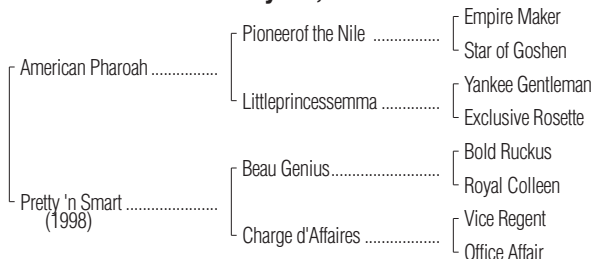 Empire Maker
Pioneerof the Nile ................
Star of Goshen
American Pharoah ................
Yankee Gentleman
Littleprincessemma ..............
Exclusive Rosette
Bold Ruckus
Beau Genius..........................
Royal Colleen
Pretty 'n Smart ......................
(1998)
Vice Regent
Charge d'Affaires ..................
Office Affair